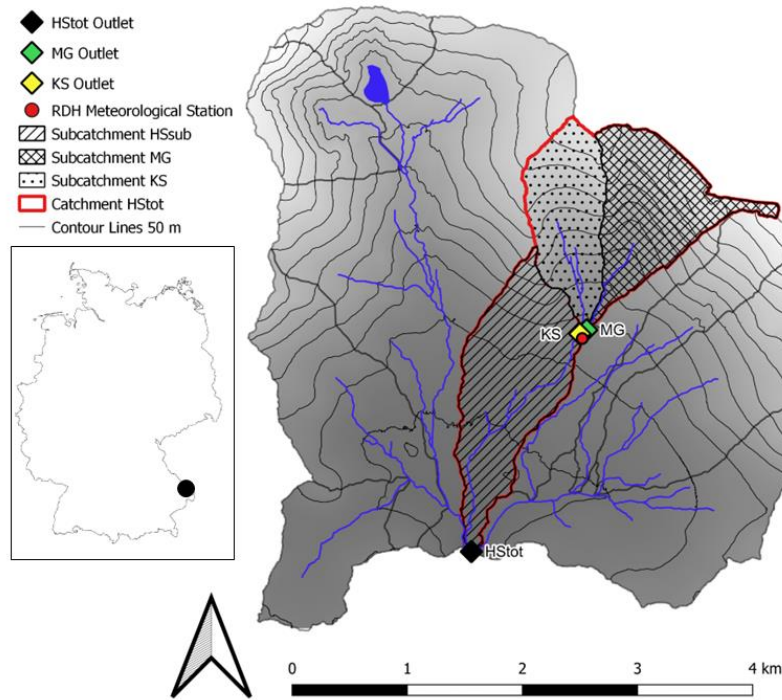 HStot Outlet
MG Outlet
KS Outlet
RDH Meteorological Station
Subcatchment HSsub
Subcatchment MG
Subcatchment KS
Catchment HStot
Contour Lines 50 m
KS
MG
HStot
0 1 2 3 4 km